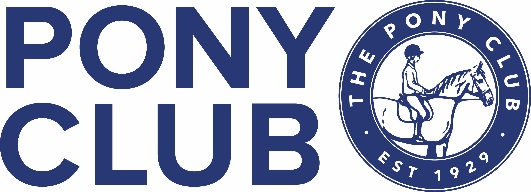 PONY
CLUB
THE PONY CLUB
· EST 1929 ·